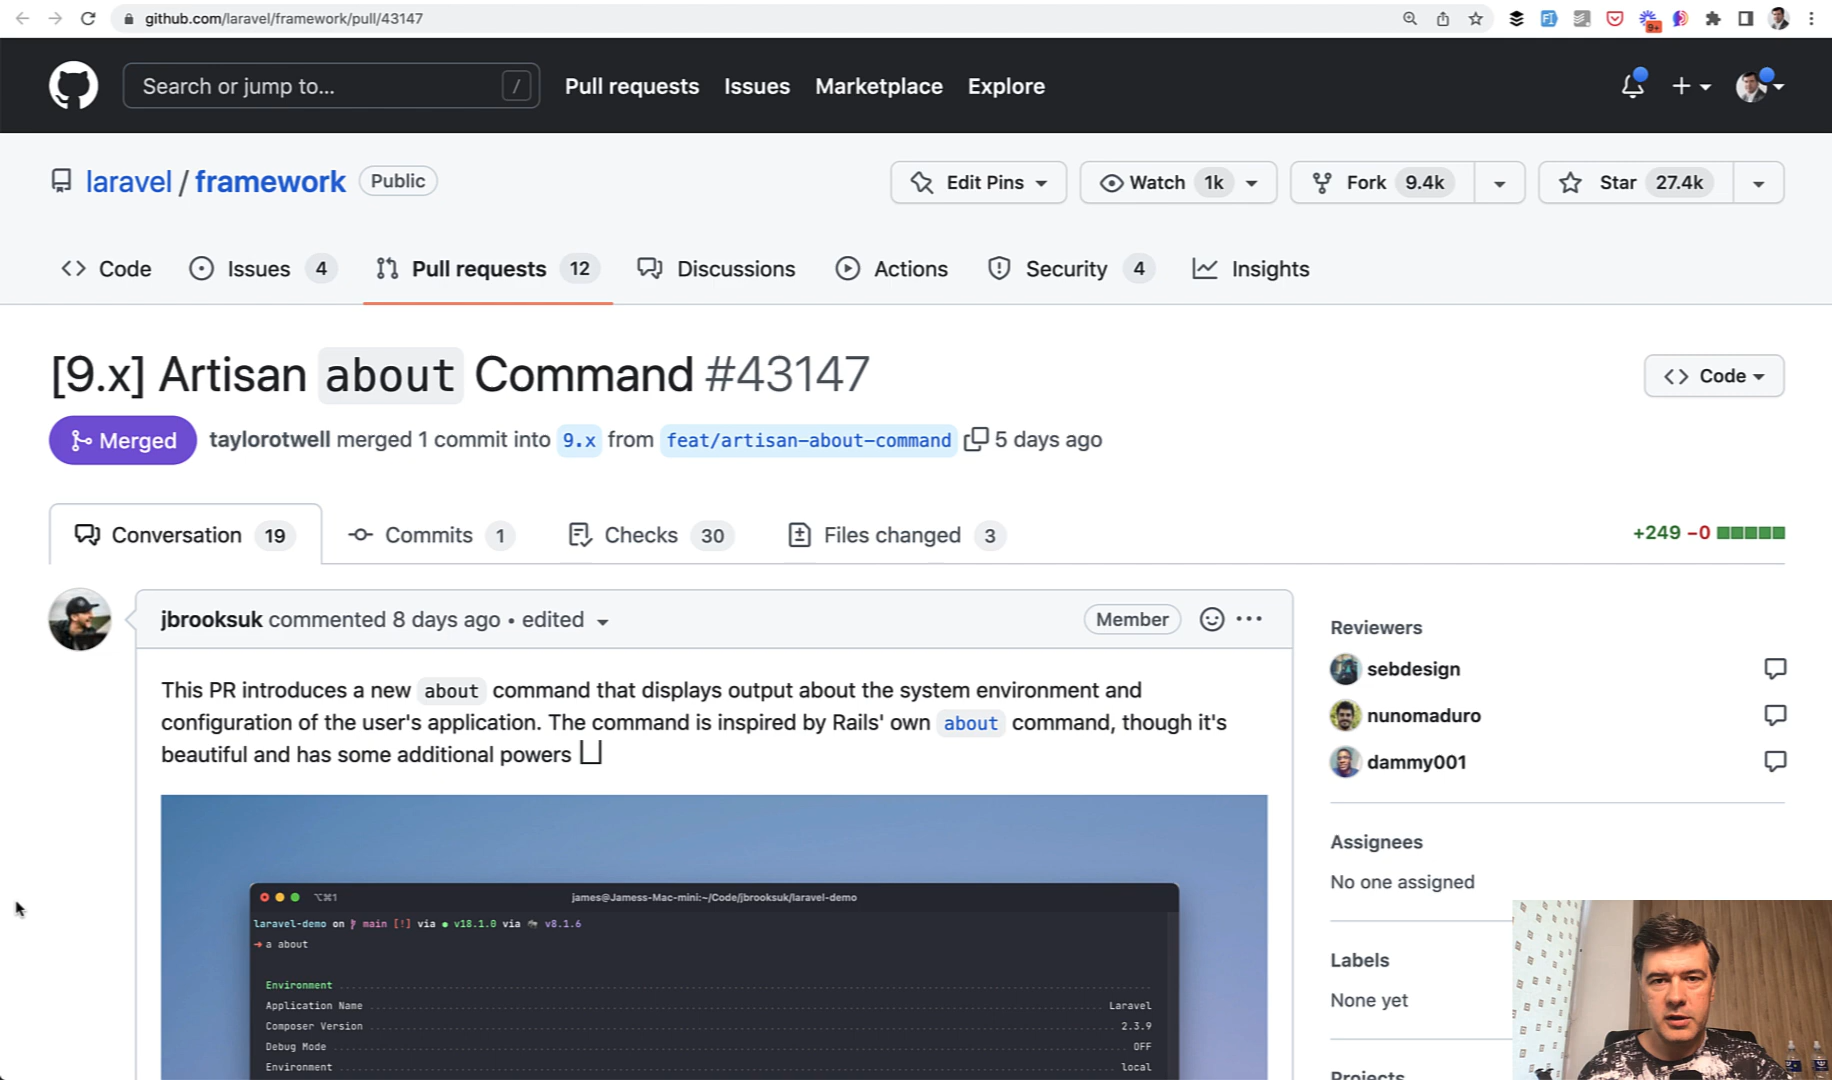 github.com/laravel/framework/pull/43147
9+
Search or jump to... /
Pull requests Issues Marketplace Explore
laravel / framework Public
Edit Pins Watch 1k Fork 9.4k Star 27.4k
Code Issues 4 Pull requests 12 Discussions Actions Security 4 Insights
[9.x] Artisan about Command #43147
Code
Merged taylorotwell merged 1 commit into 9.x from feat/artisan-about-command 5 days ago
Conversation 19 Commits 1 Checks 30 Files changed 3
+249 −0
jbrooksuk commented 8 days ago • edited
Member
This PR introduces a new about command that displays output about the system environment and
configuration of the user's application. The command is inspired by Rails' own about command, though it's
beautiful and has some additional powers
james@Jamess-Mac-mini:~/Code/jbrooksuk/laravel-demo
⌥⌘1
laravel-demo on main [!] via ● v18.1.0 via v8.1.6
→ a about
Environment
Application Name Laravel
Composer Version 2.3.9
Debug Mode OFF
Environment local
Reviewers
sebdesign
nunomaduro
dammy001
Assignees
No one assigned
Labels
None yet
Projects